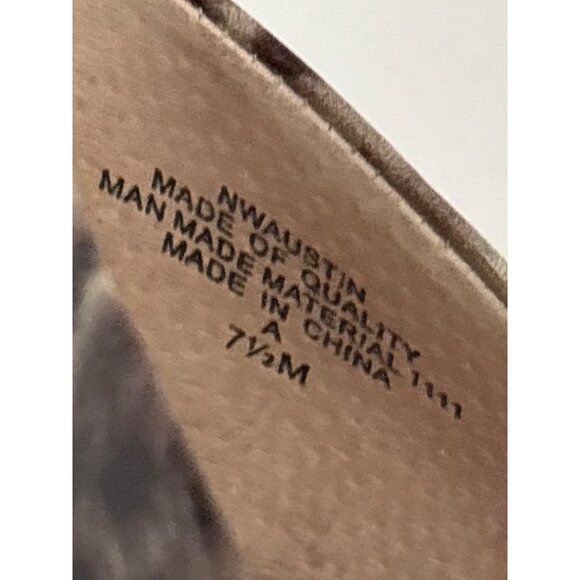 NWAUSTIN
MADE OF QUALITY
MAN MADE MATERIAL 1111
MADE IN CHINA
A
7½M